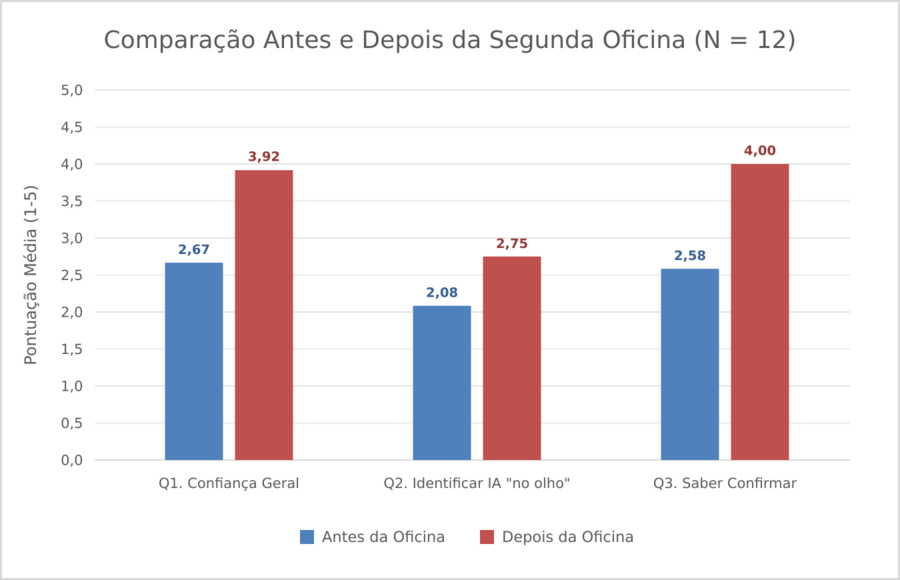 Comparação Antes e Depois da Segunda Oficina (N = 12)
Pontuação Média (1-5)
5,0
4,5
4,0
3,5
3,0
2,5
2,0
1,5
1,0
0,5
0,0
2,67
3,92
2,08
2,75
2,58
4,00
Q1. Confiança Geral
Q2. Identificar IA "no olho"
Q3. Saber Confirmar
Antes da Oficina
Depois da Oficina